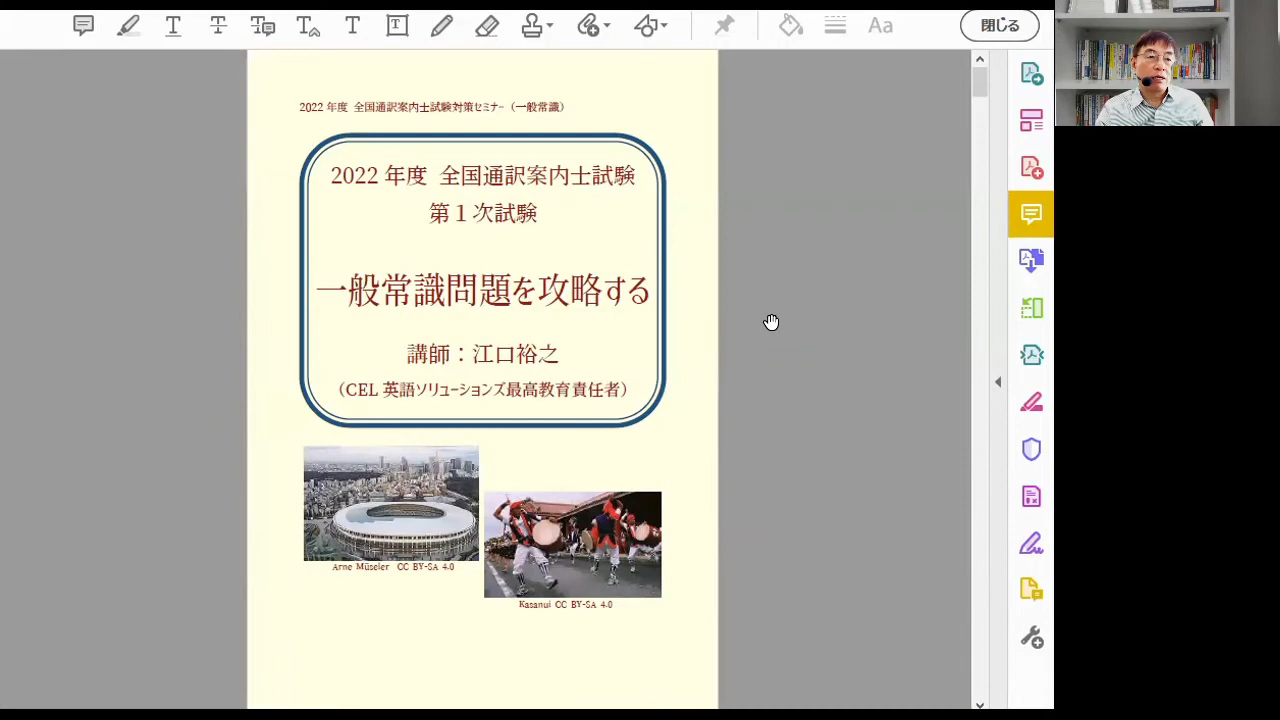 閉じる
2022 年度 全国通訳案内士試験対策セミナー（一般常識）
2022 年度 全国通訳案内士試験
第１次試験
一般常識問題を攻略する
講師：江口裕之
（CEL 英語ソリューションズ最高教育責任者）
Arne Müseler CC BY-SA 4.0
Kasanui CC BY-SA 4.0